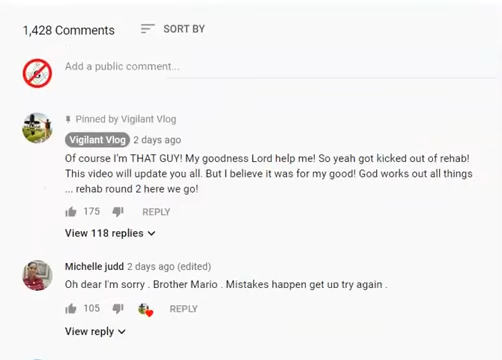 1,428 Comments SORT BY
Add a public comment...
Pinned by Vigilant Vlog
Vigilant Vlog 2 days ago
Of course I'm THAT GUY! My goodness Lord help me! So yeah got kicked out of rehab!
This video will update you all. But I believe it was for my good! God works out all things
... rehab round 2 here we go!
175 REPLY
View 118 replies
Michelle judd 2 days ago (edited)
Oh dear I'm sorry . Brother Mario . Mistakes happen get up try again .
105 REPLY
View reply